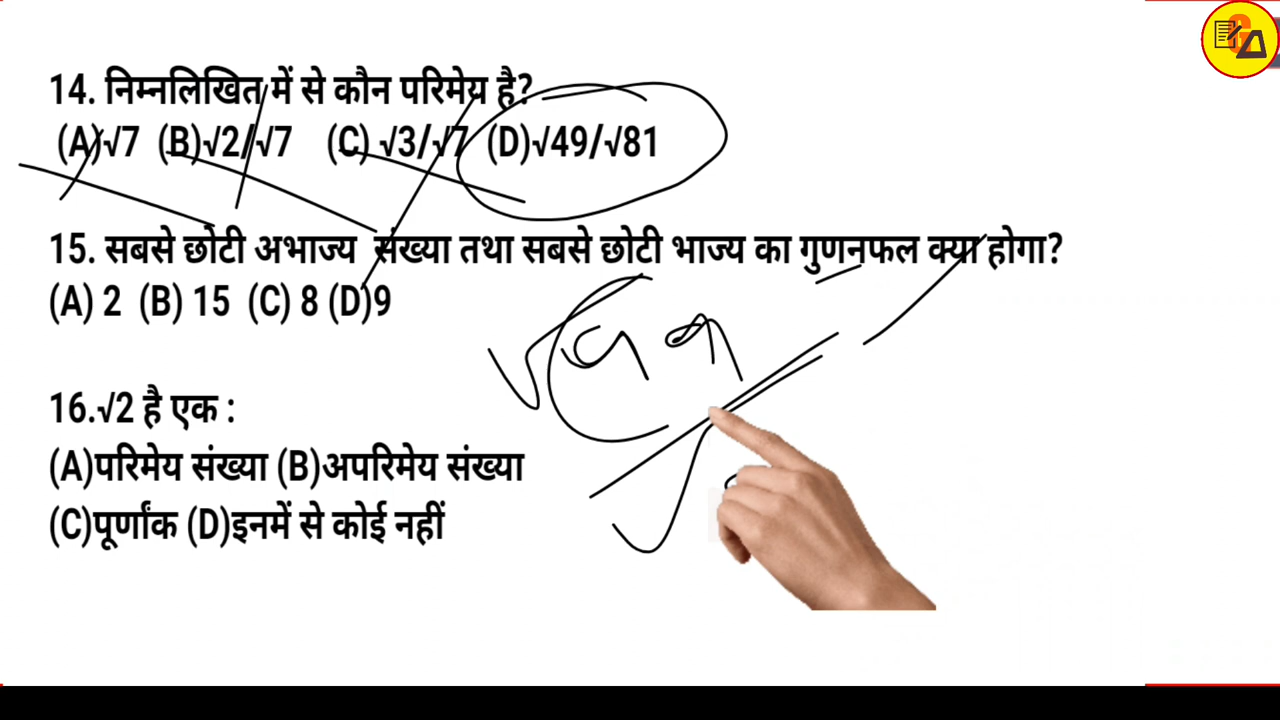 14. निम्नलिखित में से कौन परिमेय है?
(A)√7 (B)√2/√7 (C) √3/√7 (D)√49/√81
15. सबसे छोटी अभाज्य संख्या तथा सबसे छोटी भाज्य का गुणनफल क्या होगा?
(A) 2 (B) 15 (C) 8 (D)9
16.√2 है एक :
(A)परिमेय संख्या (B)अपरिमेय संख्या
(C)पूर्णांक (D)इनमें से कोई नहीं